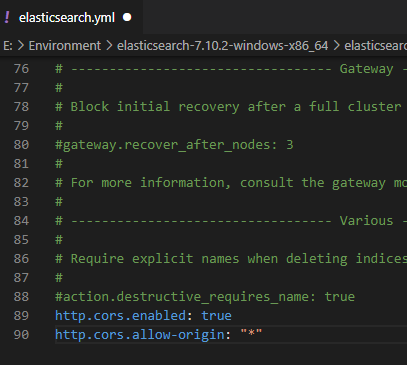 ! elasticsearch.yml ●
E: > Environment > elasticsearch-7.10.2-windows-x86_64 >
76 # --------------------------------- Gateway -
77 #
78 # Block initial recovery after a full cluster
79 #
80 #gateway.recover_after_nodes: 3
81 #
82 # For more information, consult the gateway
83 #
84 # --------------------------------- Various -
85 #
86 # Require explicit names when deleting indices
87 #
88 #action.destructive_requires_name: true
89 http.cors.enabled: true
90 http.cors.allow-origin: "*"